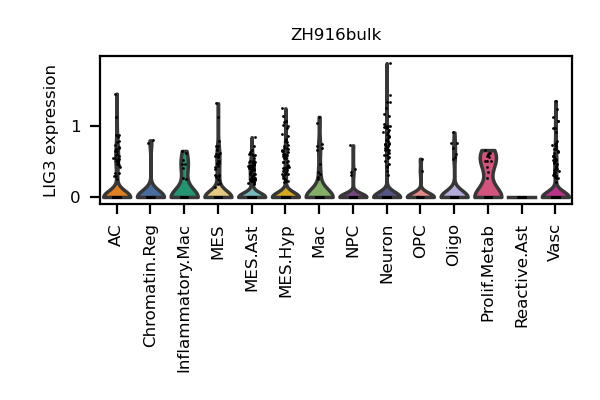 ZH916bulk
LIG3 expression
1
0
AC
Chromatin.Reg
Inflammatory.Mac
MES
MES.Ast
MES.Hyp
Mac
NPC
Neuron
OPC
Oligo
Prolif.Metab
Reactive.Ast
Vasc